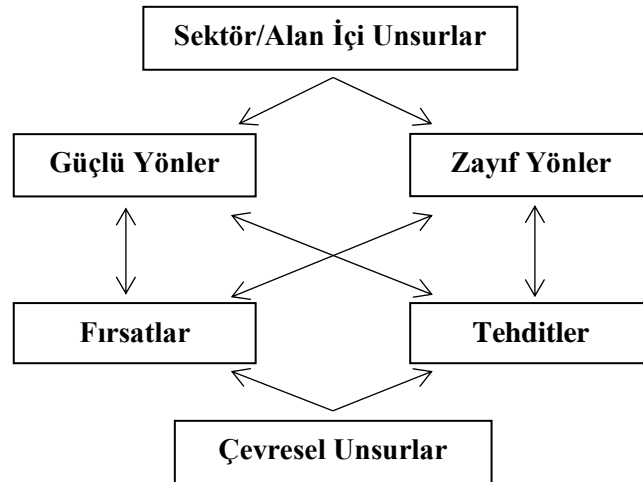 Sektör/Alan İçi Unsurlar
Güçlü Yönler
Zayıf Yönler
Fırsatlar
Tehditler
Çevresel Unsurlar